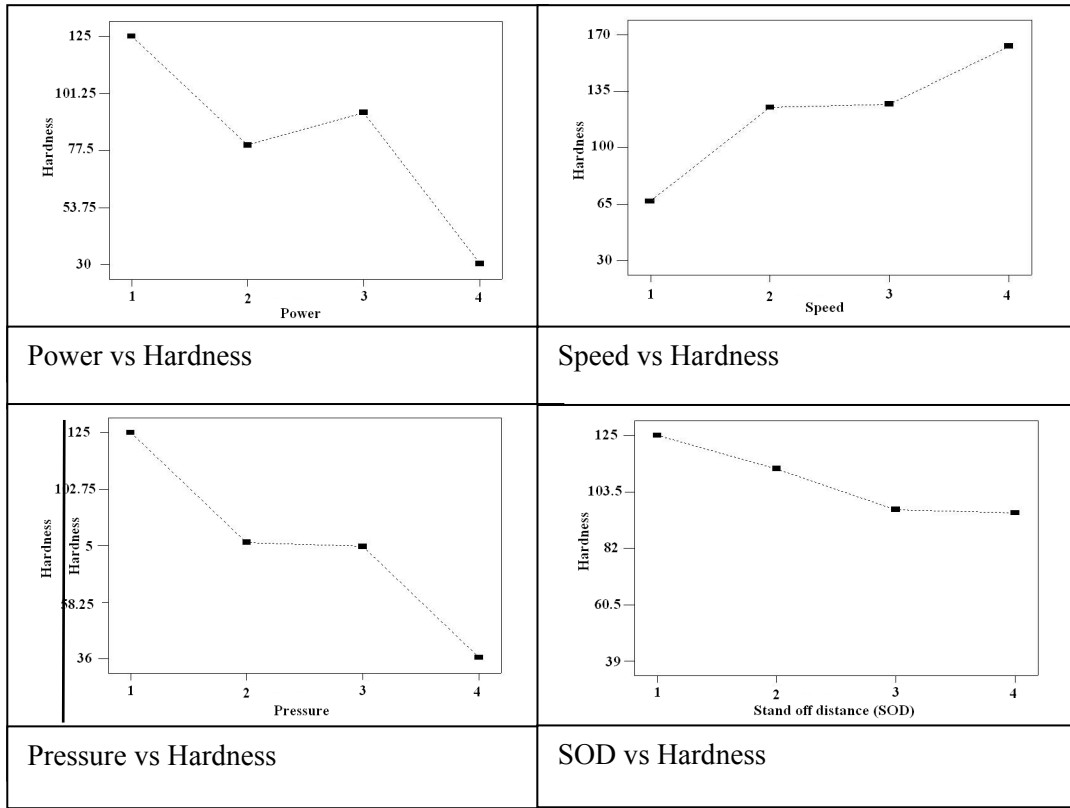 125
101.25
77.5
53.75
30
Hardness
1 2 3 4
Power
170
135
100
65
30
Hardness
1 2 3 4
Speed
Power vs Hardness
Speed vs Hardness
125
102.75
5
58.25
36
Hardness
Hardness
1 2 3 4
Pressure
125
103.5
82
60.5
39
Hardness
1 2 3 4
Stand off distance (SOD)
Pressure vs Hardness
SOD vs Hardness